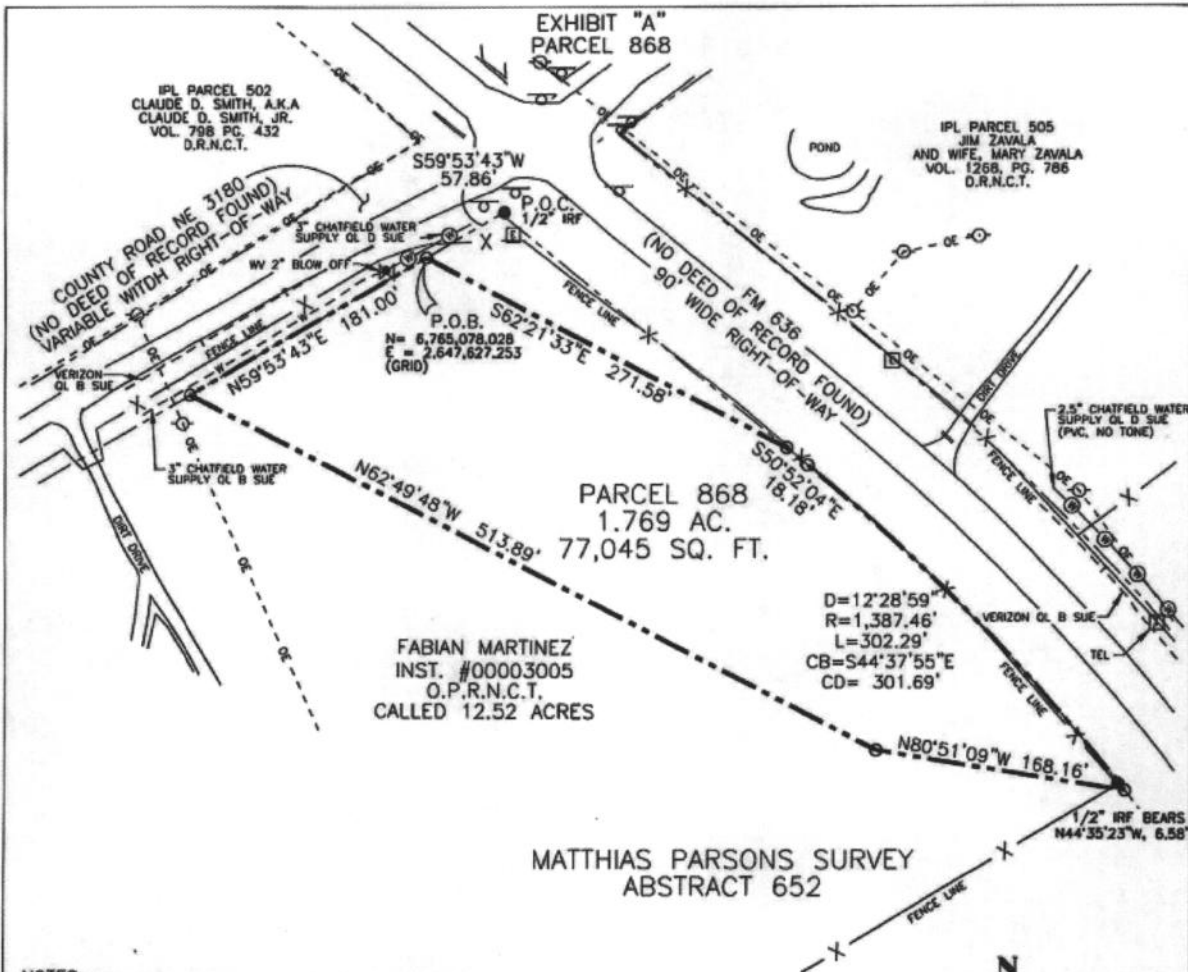 EXHIBIT "A"
PARCEL 868
IPL PARCEL 502
CLAUDE D. SMITH, A.K.A
CLAUDE D. SMITH, JR.
VOL. 798 PG. 432
D.R.N.C.T.
IPL PARCEL 505
JIM ZAVALA
AND WIFE, MARY ZAVALA
VOL. 1268, PG. 786
D.R.N.C.T.
POND
S59°53'43"W
57.86'
P.O.C.
1/2" IRF
COUNTY ROAD NE 3180
(NO DEED OF RECORD FOUND)
VARIABLE WITDH RIGHT-OF-WAY
3" CHATFIELD WATER
SUPPLY QL D SUE
WV 2" BLOW OFF
FENCE LINE
VERIZON
QL B SUE
N59°53'43"E 181.00'
P.O.B.
N= 6,765,078.028
E = 2,647,627.253
(GRID)
S62°21'33"E 271.58'
FENCE LINE
FM 636
(NO DEED OF RECORD FOUND)
90' WIDE RIGHT-OF-WAY
DIRT DRIVE
2.5" CHATFIELD WATER
SUPPLY QL D SUE
(PVC, NO TONE)
FENCE LINE
3" CHATFIELD WATER
SUPPLY QL B SUE
DIRT DRIVE
N62°49'48"W 513.89'
S50°52'04"E
18.18'
PARCEL 868
1.769 AC.
77,045 SQ. FT.
D=12°28'59"
R=1,387.46'
L=302.29'
CB=S44°37'55"E
CD= 301.69'
VERIZON QL B SUE
TEL
FENCE LINE
FABIAN MARTINEZ
INST. #00003005
O.P.R.N.C.T.
CALLED 12.52 ACRES
N80°51'09"W 168.16'
1/2" IRF BEARS
N44°35'23"W, 6.58'
MATTHIAS PARSONS SURVEY
ABSTRACT 652
FENCE LINE
N